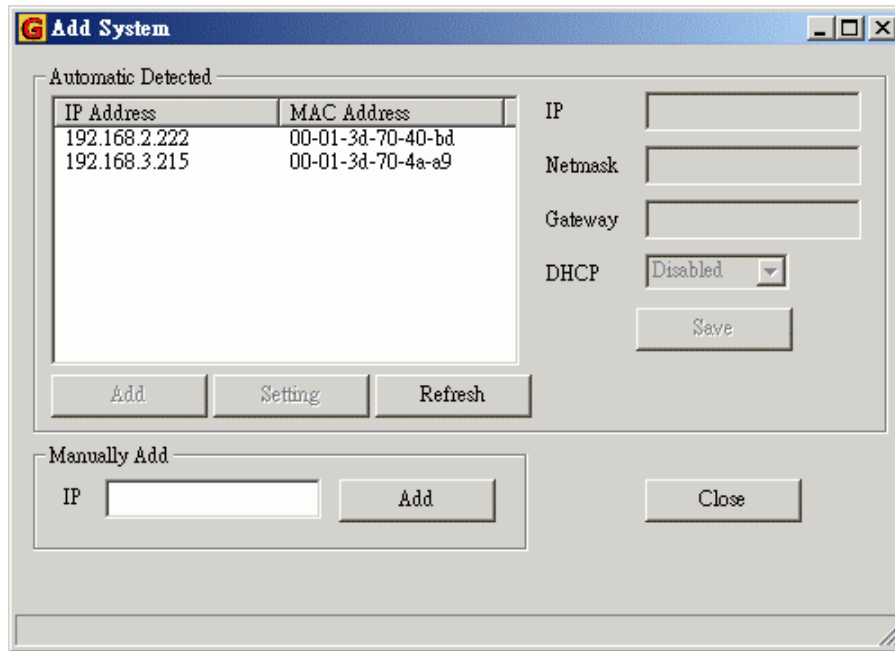 G Add System
Automatic Detected
IP Address MAC Address
192.168.2.222 00-01-3d-70-40-bd
192.168.3.215 00-01-3d-70-4a-a9
IP
Netmask
Gateway
DHCP Disabled
Save
Add Setting Refresh
Manually Add
IP Add
Close